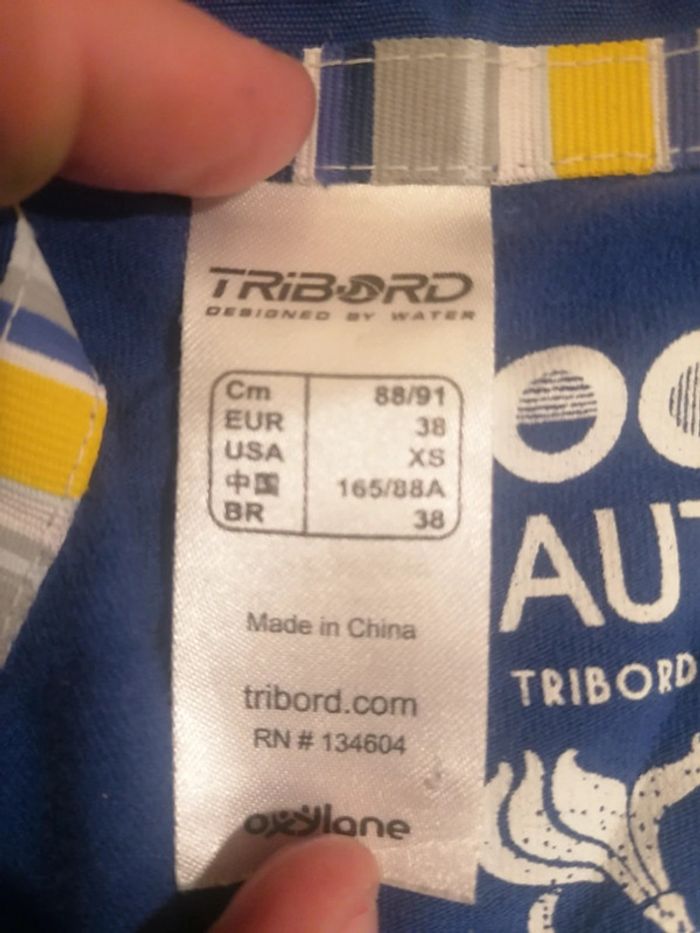 TRIBORD
DESIGNED BY WATER
Cm 88/91
EUR 38
USA XS
中国 165/88A
BR 38
Made in China
tribord.com
RN # 134604
oxylane
AUT
TRIBORD